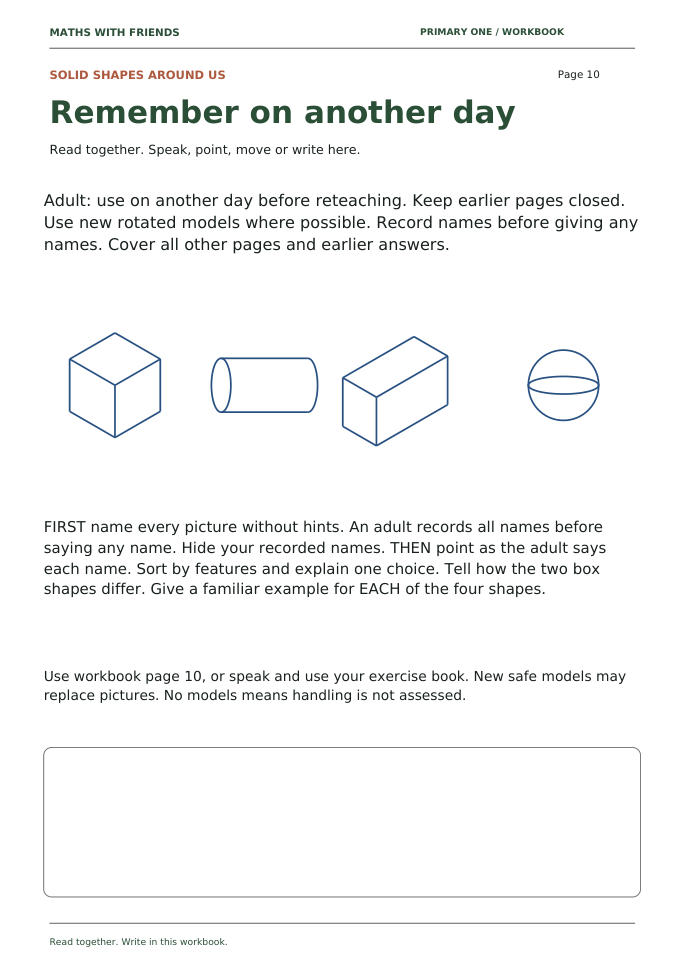 MATHS WITH FRIENDS
PRIMARY ONE / WORKBOOK
SOLID SHAPES AROUND US
Page 10
Remember on another day
Read together. Speak, point, move or write here.
Adult: use on another day before reteaching. Keep earlier pages closed.
Use new rotated models where possible. Record names before giving any
names. Cover all other pages and earlier answers.
FIRST name every picture without hints. An adult records all names before
saying any name. Hide your recorded names. THEN point as the adult says
each name. Sort by features and explain one choice. Tell how the two box
shapes differ. Give a familiar example for EACH of the four shapes.
Use workbook page 10, or speak and use your exercise book. New safe models may
replace pictures. No models means handling is not assessed.
Read together. Write in this workbook.